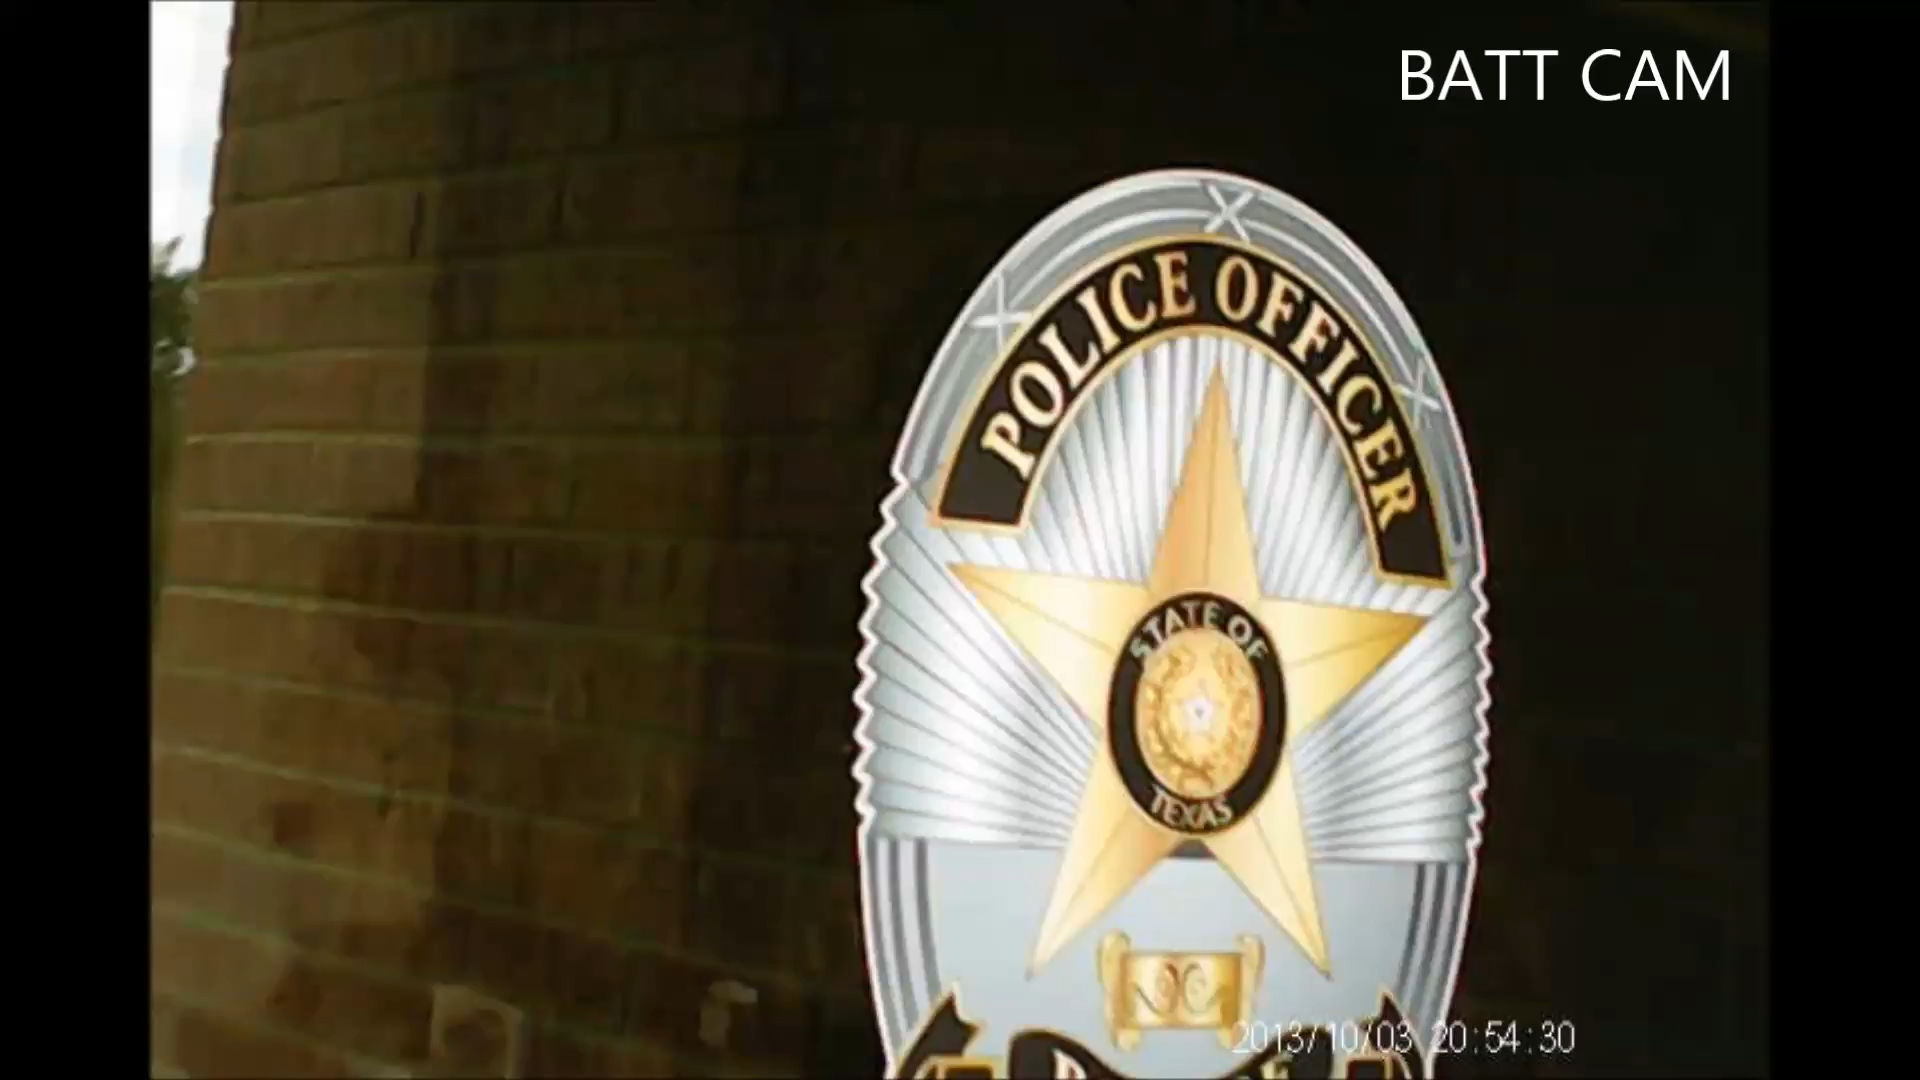 BATT CAM
POLICE OFFICER
STATE OF
TEXAS
2013/10/03 20:54:30